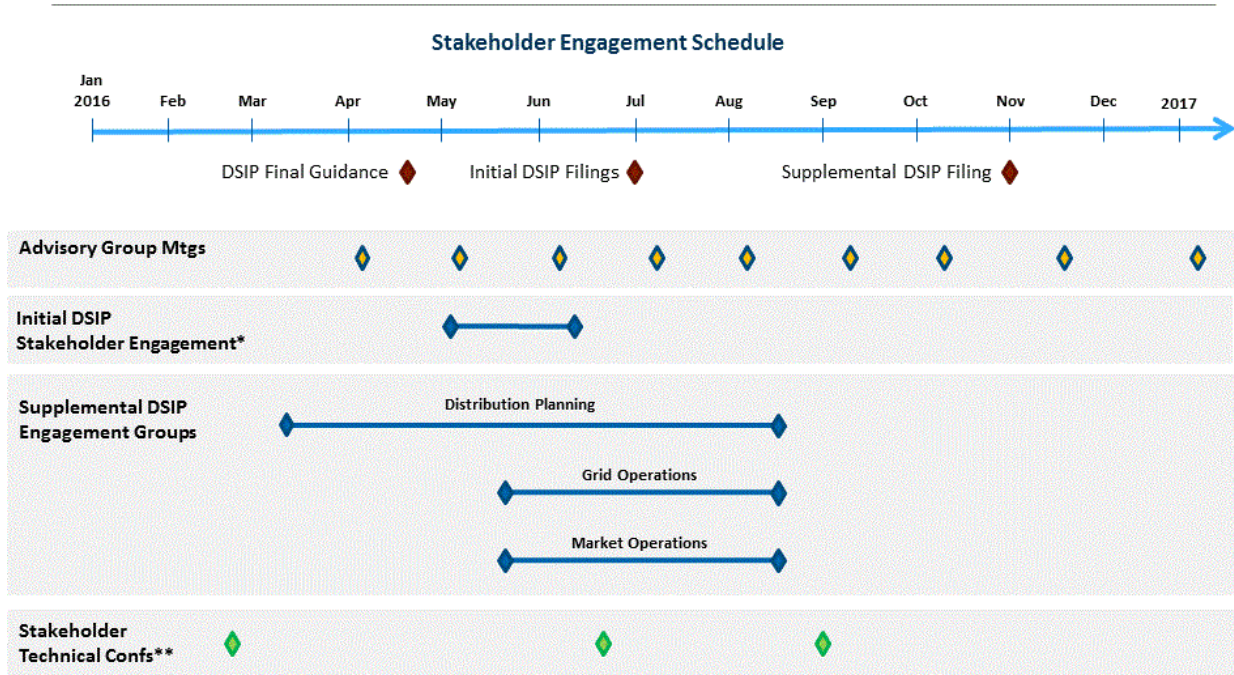 Stakeholder Engagement Schedule
Jan
2016 Feb Mar Apr May Jun Jul Aug Sep Oct Nov Dec 2017
DSIP Final Guidance Initial DSIP Filings Supplemental DSIP Filing
Advisory Group Mtgs
Initial DSIP
Stakeholder Engagement*
Supplemental DSIP
Engagement Groups
Distribution Planning
Grid Operations
Market Operations
Stakeholder
Technical Confs**